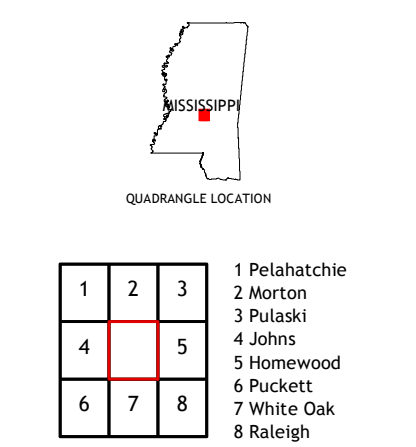 MISSISSIPPI
QUADRANGLE LOCATION
1 2 3
4 5
6 7 8
1 Pelahatchie
2 Morton
3 Pulaski
4 Johns
5 Homewood
6 Puckett
7 White Oak
8 Raleigh